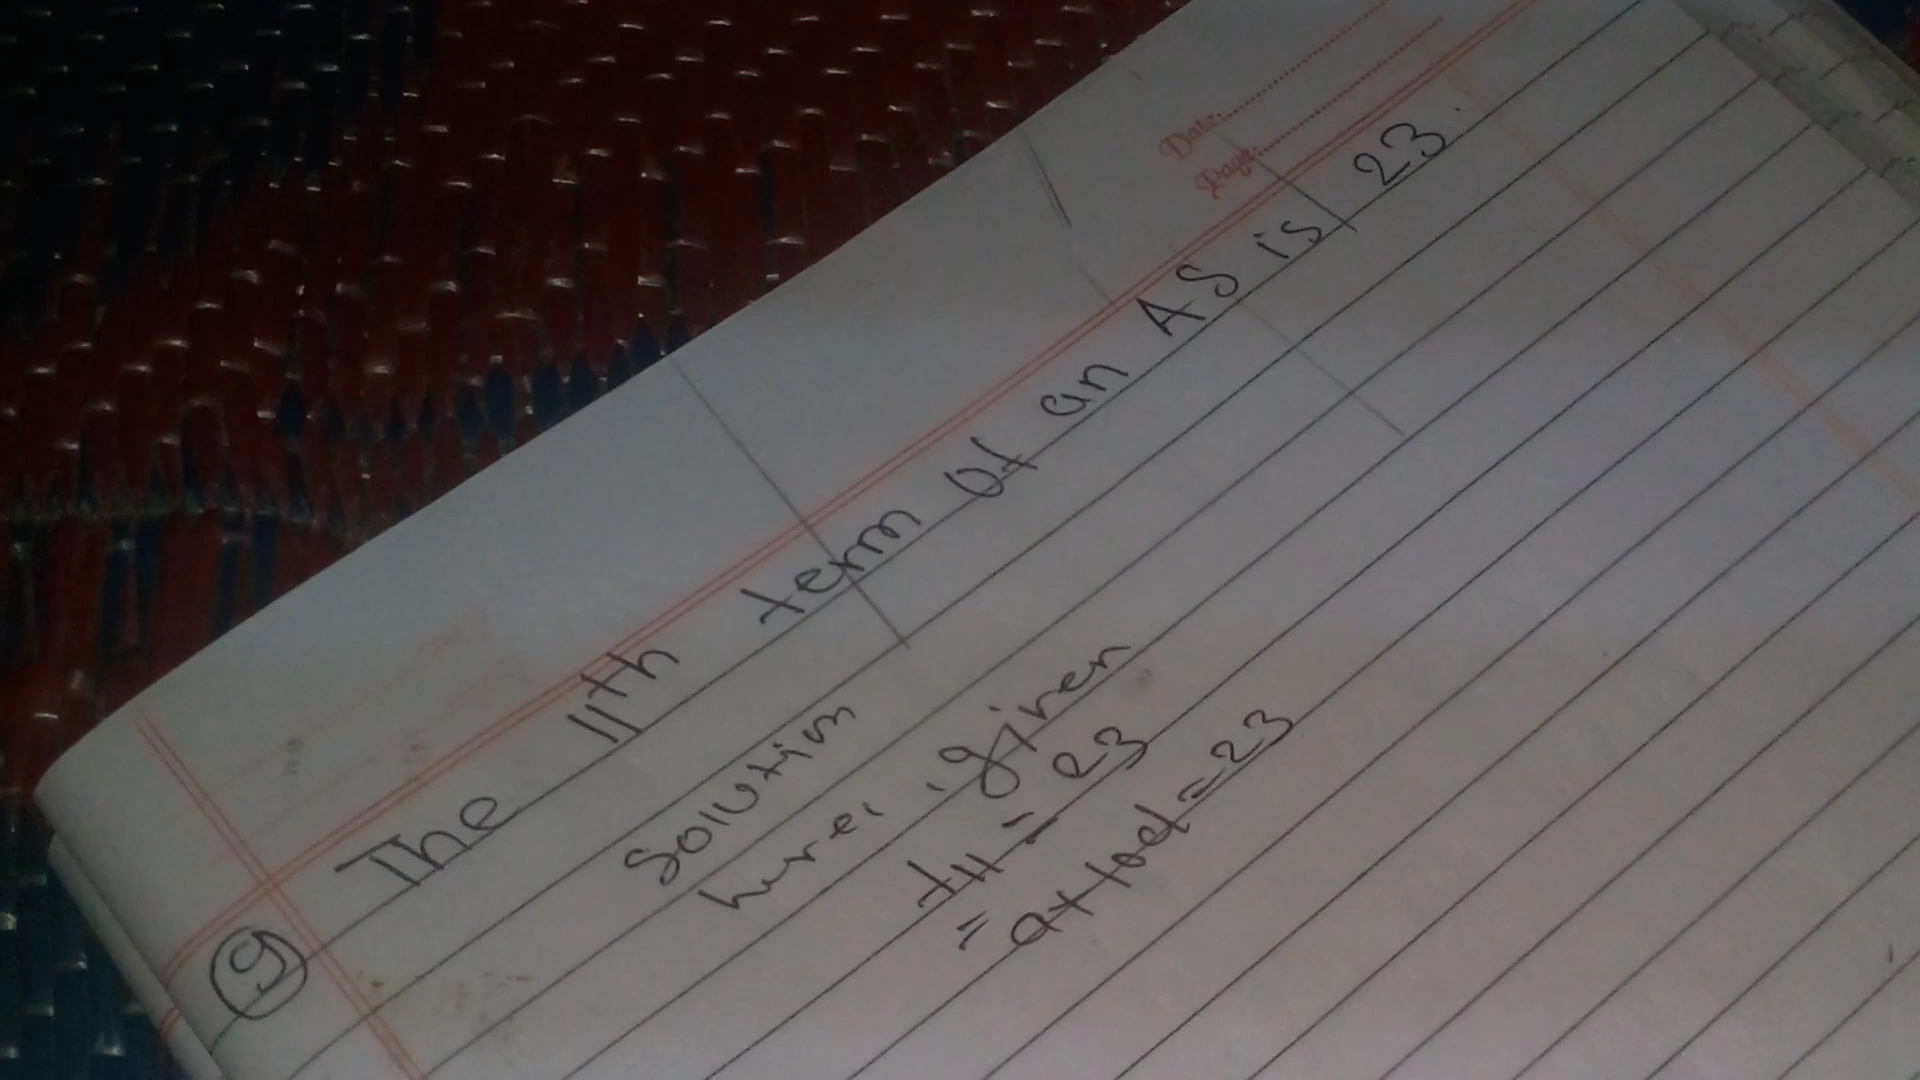 Date:
Page:
9 The 11th term of an AS is 23.
Solution
here, given
t11 = 23
= a+10d = 23